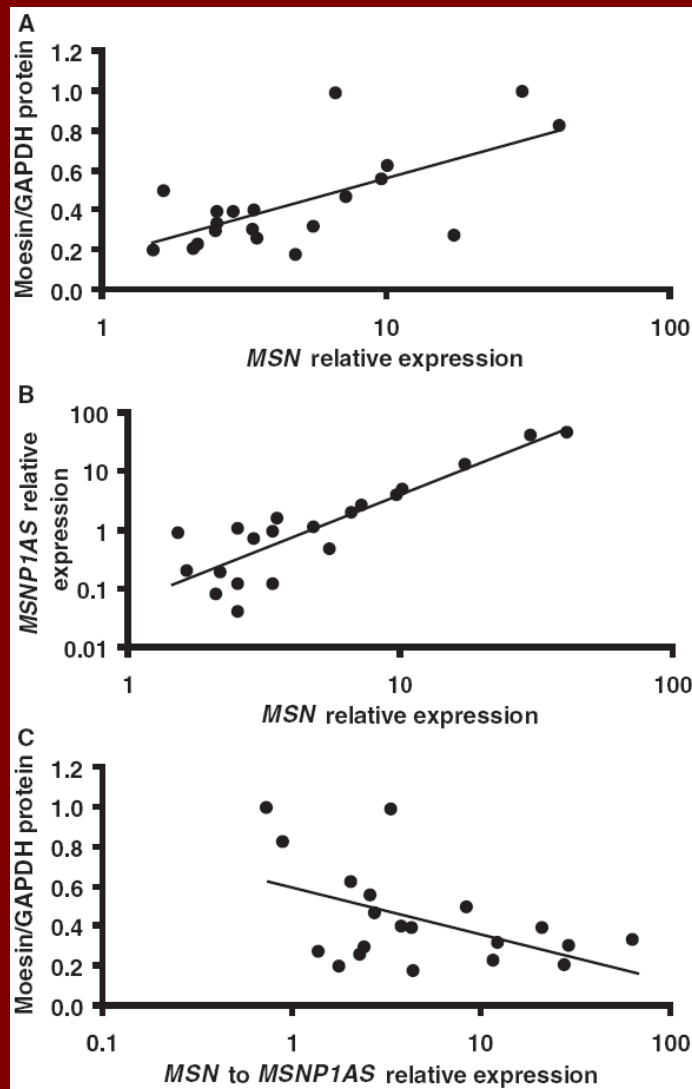 A
Moesin/GAPDH protein
1.2
1.0
0.8
0.6
0.4
0.2
0.0
1 10 100
MSN relative expression
B
MSNP1AS relative
expression
100
10
1
0.1
0.01
1 10 100
MSN relative expression
C
Moesin/GAPDH protein
1.2
1.0
0.8
0.6
0.4
0.2
0.0
0.1 1 10 100
MSN to MSNP1AS relative expression